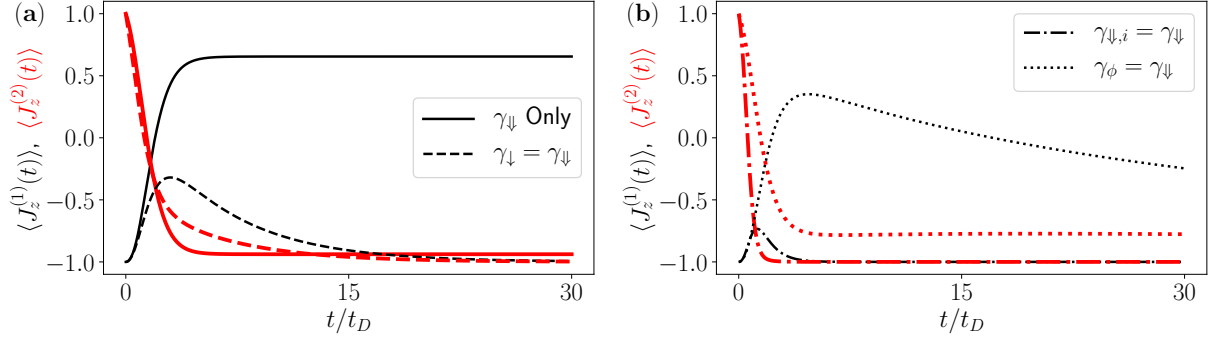 (a)
⟨J_z^{(1)}(t)⟩, ⟨J_z^{(2)}(t)⟩
1.0
0.5
0.0
−0.5
−1.0
γ_⇓ Only
γ_↓ = γ_⇓
0
15
30
t/t_D
(b)
⟨J_z^{(1)}(t)⟩, ⟨J_z^{(2)}(t)⟩
1.0
0.5
0.0
−0.5
−1.0
γ_{⇓,i} = γ_⇓
γ_ϕ = γ_⇓
0
15
30
t/t_D